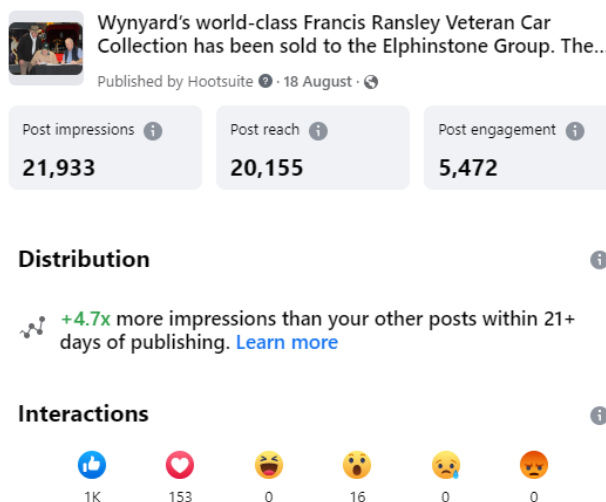 Wynyard's world-class Francis Ransley Veteran Car
Collection has been sold to the Elphinstone Group. The...
Published by Hootsuite · 18 August ·
Post impressions
Post reach
Post engagement
21,933
20,155
5,472
Distribution
+4.7x more impressions than your other posts within 21+
days of publishing. Learn more
Interactions
1K 153 0 16 0 0